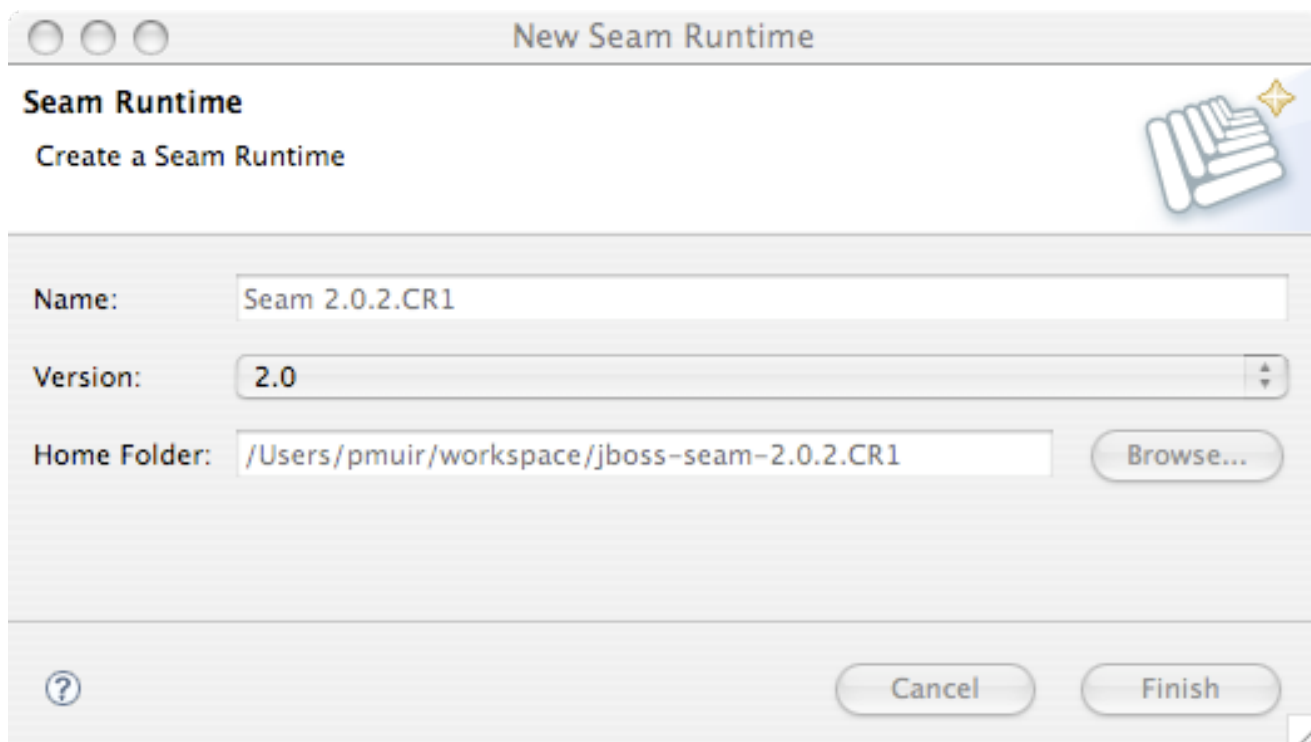 New Seam Runtime
Seam Runtime
Create a Seam Runtime
Name: Seam 2.0.2.CR1
Version: 2.0
Home Folder: /Users/pmuir/workspace/jboss-seam-2.0.2.CR1 Browse...
? Cancel Finish